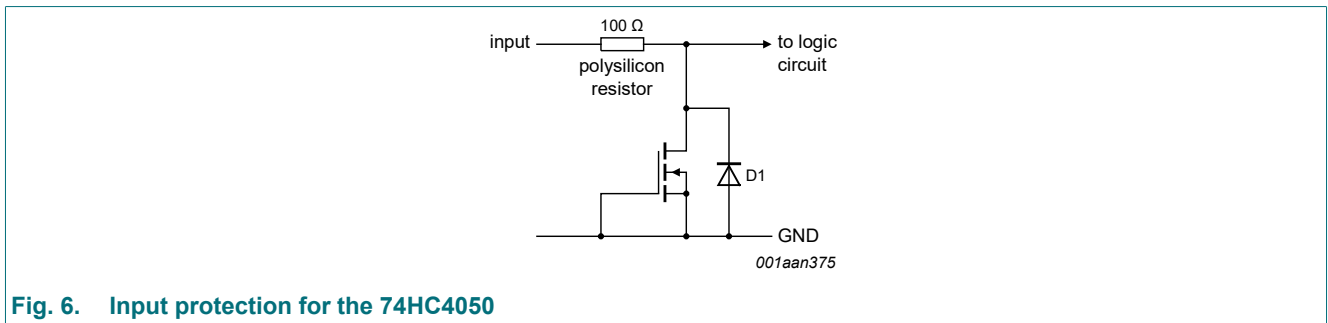 100 Ω
input
to logic
circuit
polysilicon
resistor
D1
GND
001aan375
Fig. 6. Input protection for the 74HC4050